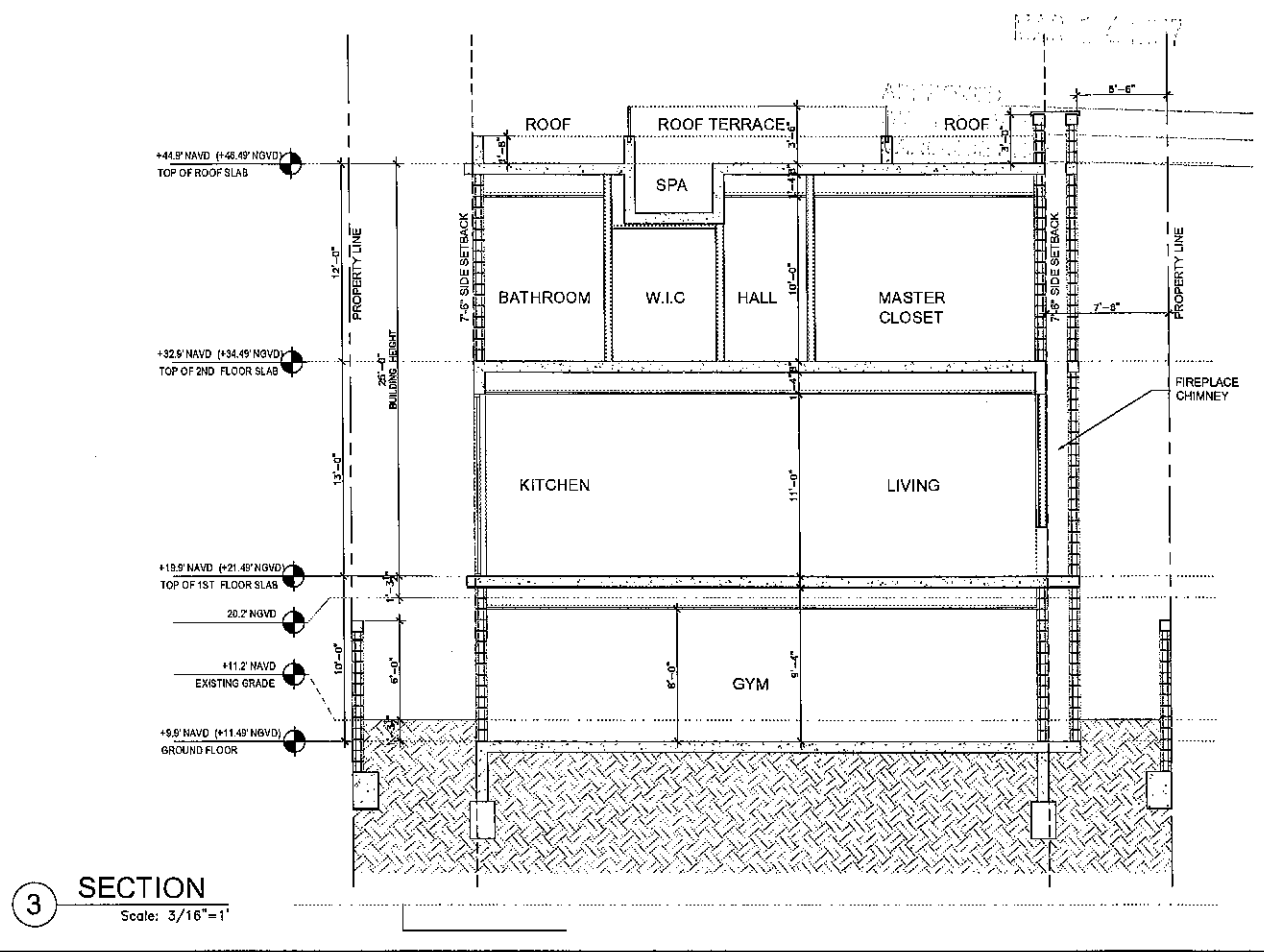 5'-6"
ROOF
ROOF TERRACE
ROOF
3'-6"
3'-0"
+44.9' NAVD (+46.49' NGVD)
TOP OF ROOF SLAB
SPA
8"
7'-6" SIDE SETBACK
7'-6" SIDE SETBACK
PROPERTY LINE
PROPERTY LINE
12'-0"
10'-0"
BATHROOM
W.I.C
HALL
MASTER
CLOSET
7'-8"
+32.9' NAVD (+34.49' NGVD)
TOP OF 2ND FLOOR SLAB
25'-0"
BUILDING HEIGHT
8"
1'-4"
FIREPLACE
CHIMNEY
13'-0"
KITCHEN
11'-0"
LIVING
+19.9' NAVD (+21.49' NGVD)
TOP OF 1ST FLOOR SLAB
20.2' NGVD
10'-0"
6'-0"
8'-0"
9'-4"
+11.2' NAVD
EXISTING GRADE
GYM
+9.9' NAVD (+11.49' NGVD)
GROUND FLOOR
3
SECTION
Scale: 3/16"=1'